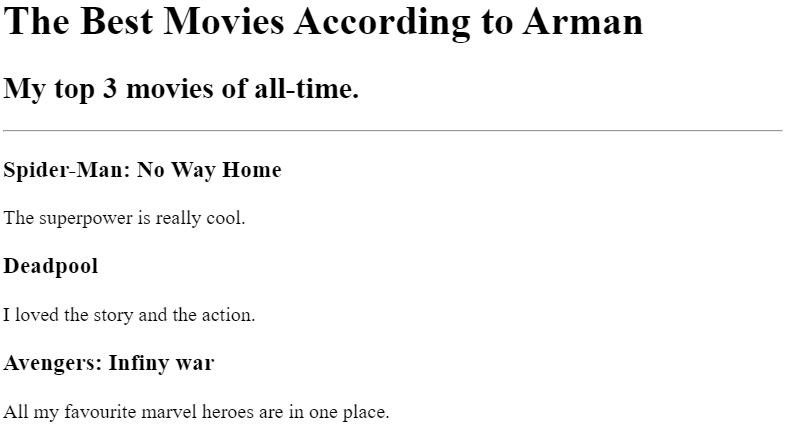 The Best Movies According to Arman
My top 3 movies of all-time.
Spider-Man: No Way Home
The superpower is really cool.
Deadpool
I loved the story and the action.
Avengers: Infiny war
All my favourite marvel heroes are in one place.